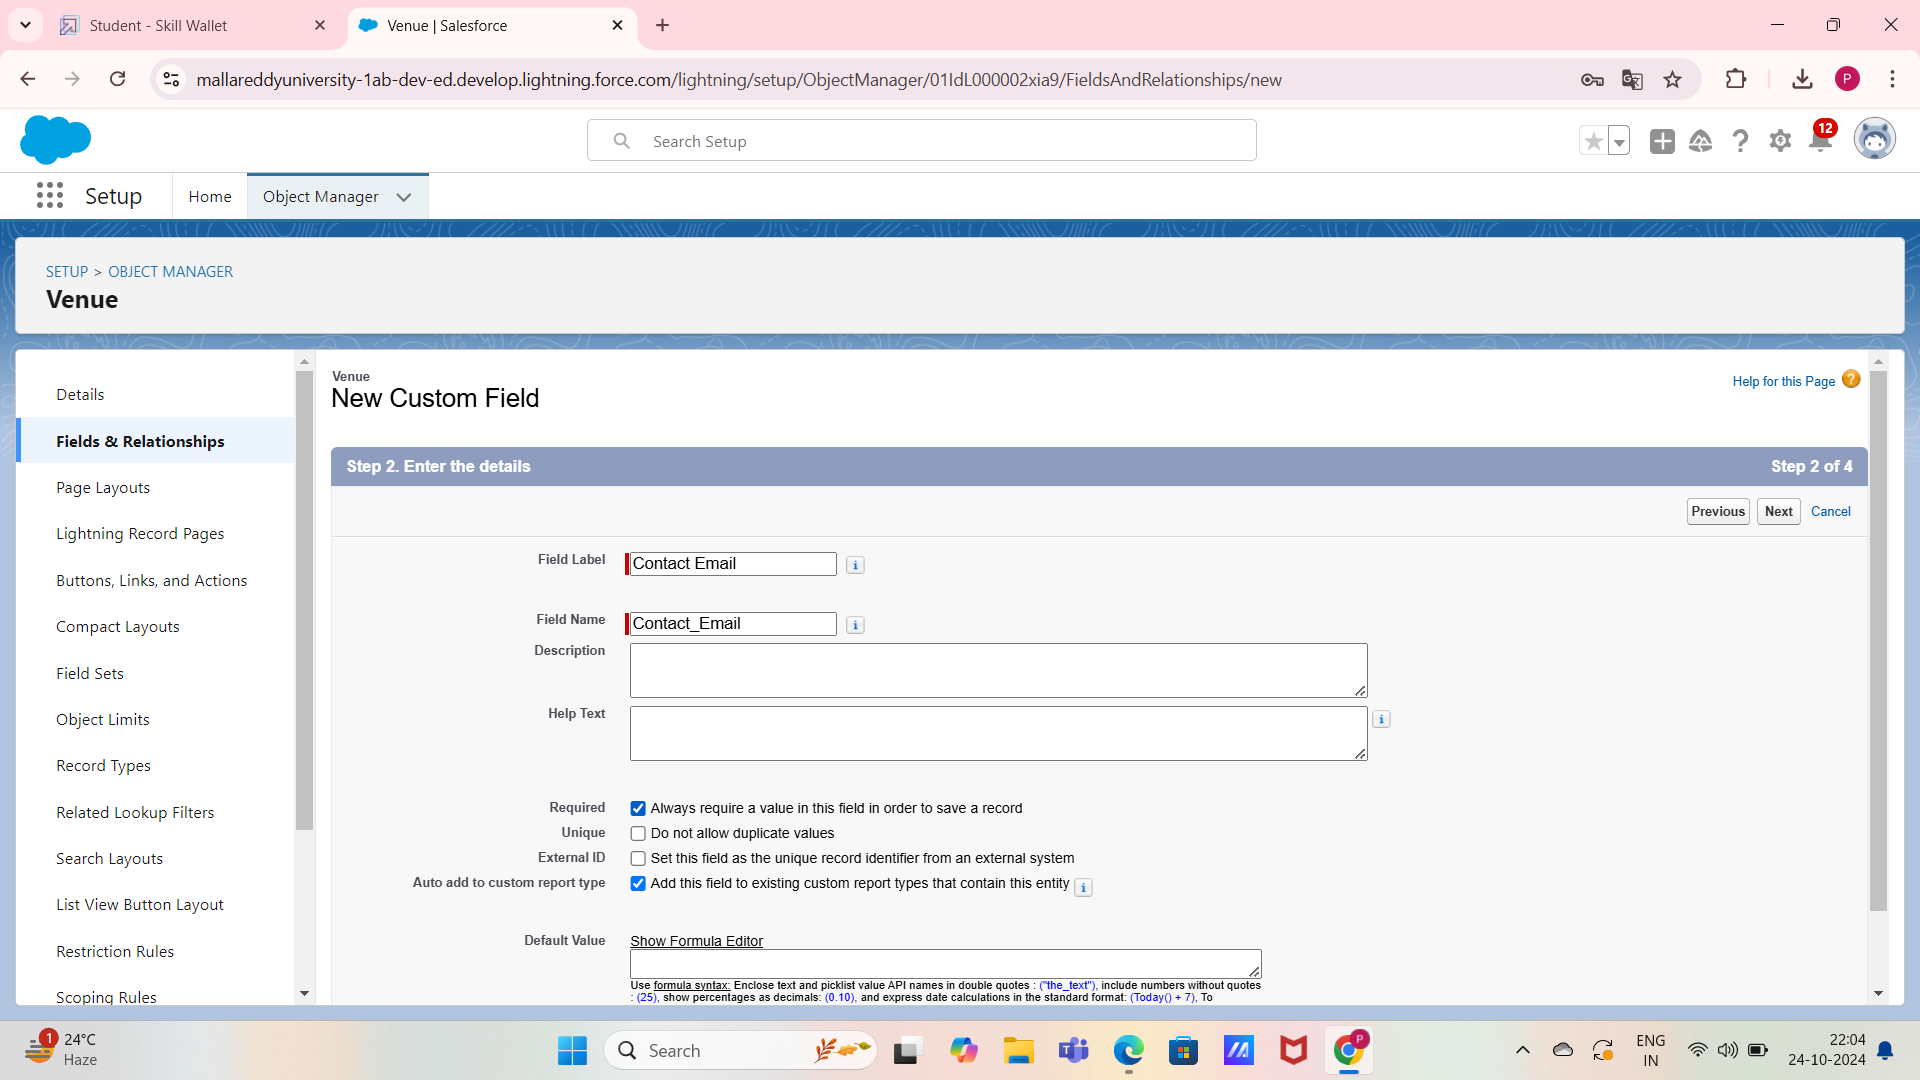 Student - Skill Wallet
Venue | Salesforce
mallareddyuniversity-1ab-dev-ed.develop.lightning.force.com/lightning/setup/ObjectManager/01IdL000002xia9/FieldsAndRelationships/new
P
Search Setup
12
Setup
Home
Object Manager
SETUP > OBJECT MANAGER
Venue
Details
Fields & Relationships
Page Layouts
Lightning Record Pages
Buttons, Links, and Actions
Compact Layouts
Field Sets
Object Limits
Record Types
Related Lookup Filters
Search Layouts
List View Button Layout
Restriction Rules
Scoping Rules
Venue
New Custom Field
Help for this Page
Step 2. Enter the details
Step 2 of 4
Previous
Next
Cancel
Field Label
Contact Email
Field Name
Contact_Email
Description
Help Text
Required
Always require a value in this field in order to save a record
Unique
Do not allow duplicate values
External ID
Set this field as the unique record identifier from an external system
Auto add to custom report type
Add this field to existing custom report types that contain this entity
Default Value
Show Formula Editor
Use formula syntax: Enclose text and picklist value API names in double quotes : ("the_text"), include numbers without quotes
: (25), show percentages as decimals: (0.10), and express date calculations in the standard format: (Today() + 7), To
1
24°C
Haze
Search
P
ENG
IN
22:04
24-10-2024